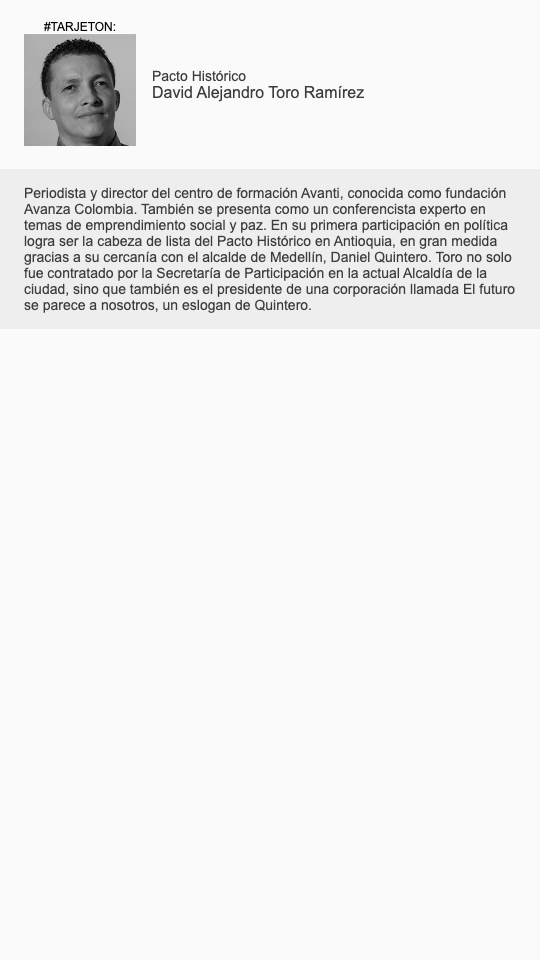 #TARJETON:
Pacto Histórico
David Alejandro Toro Ramírez
Periodista y director del centro de formación Avanti, conocida como fundación
Avanza Colombia. También se presenta como un conferencista experto en
temas de emprendimiento social y paz. En su primera participación en política
logra ser la cabeza de lista del Pacto Histórico en Antioquia, en gran medida
gracias a su cercanía con el alcalde de Medellín, Daniel Quintero. Toro no solo
fue contratado por la Secretaría de Participación en la actual Alcaldía de la
ciudad, sino que también es el presidente de una corporación llamada El futuro
se parece a nosotros, un eslogan de Quintero.